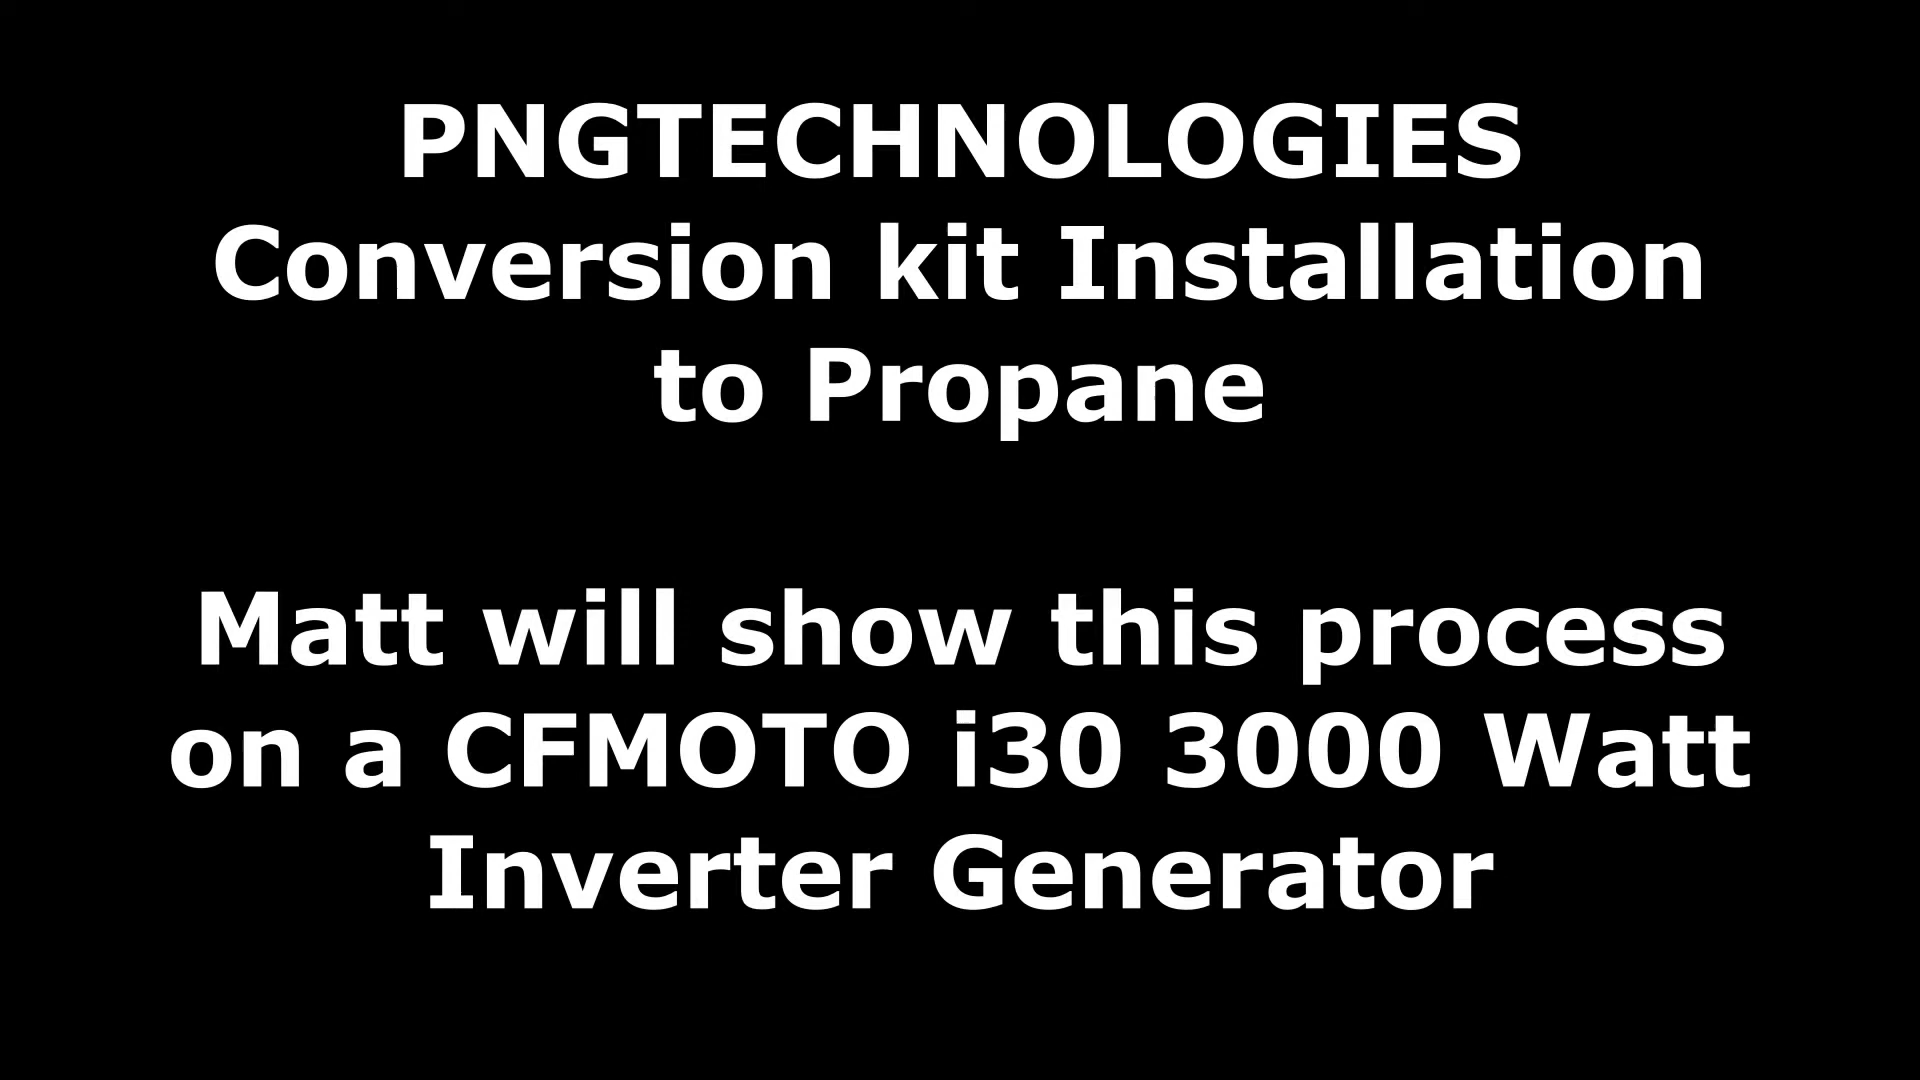 PNGTECHNOLOGIES
Conversion kit Installation
to Propane
Matt will show this process
on a CFMOTO i30 3000 Watt
Inverter Generator